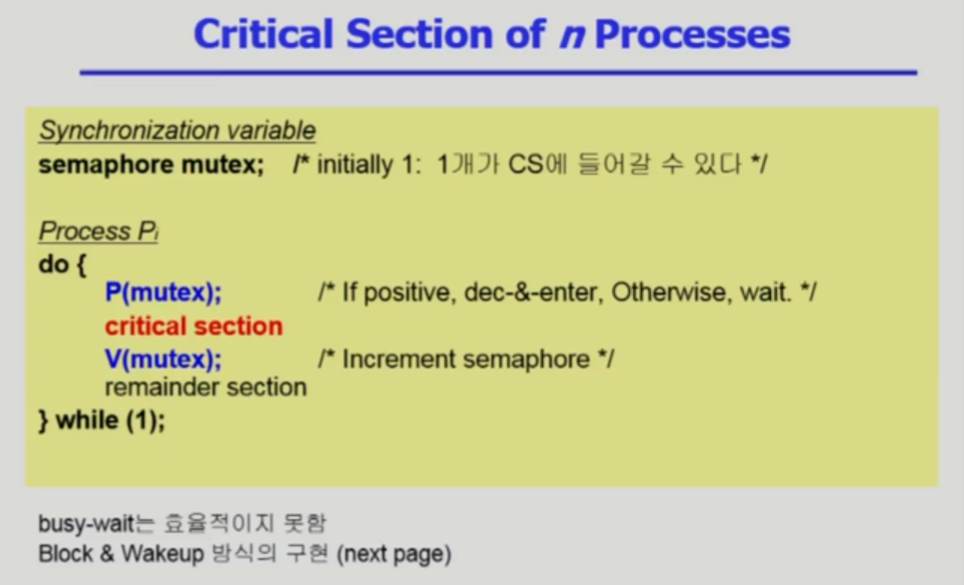 Critical Section of n Processes
Synchronization variable
semaphore mutex; /* initially 1: 1개가 CS에 들어갈 수 있다 */
Process Pi
do {
P(mutex); /* If positive, dec-&-enter, Otherwise, wait. */
critical section
V(mutex); /* Increment semaphore */
remainder section
} while (1);
busy-wait는 효율적이지 못함
Block & Wakeup 방식의 구현 (next page)